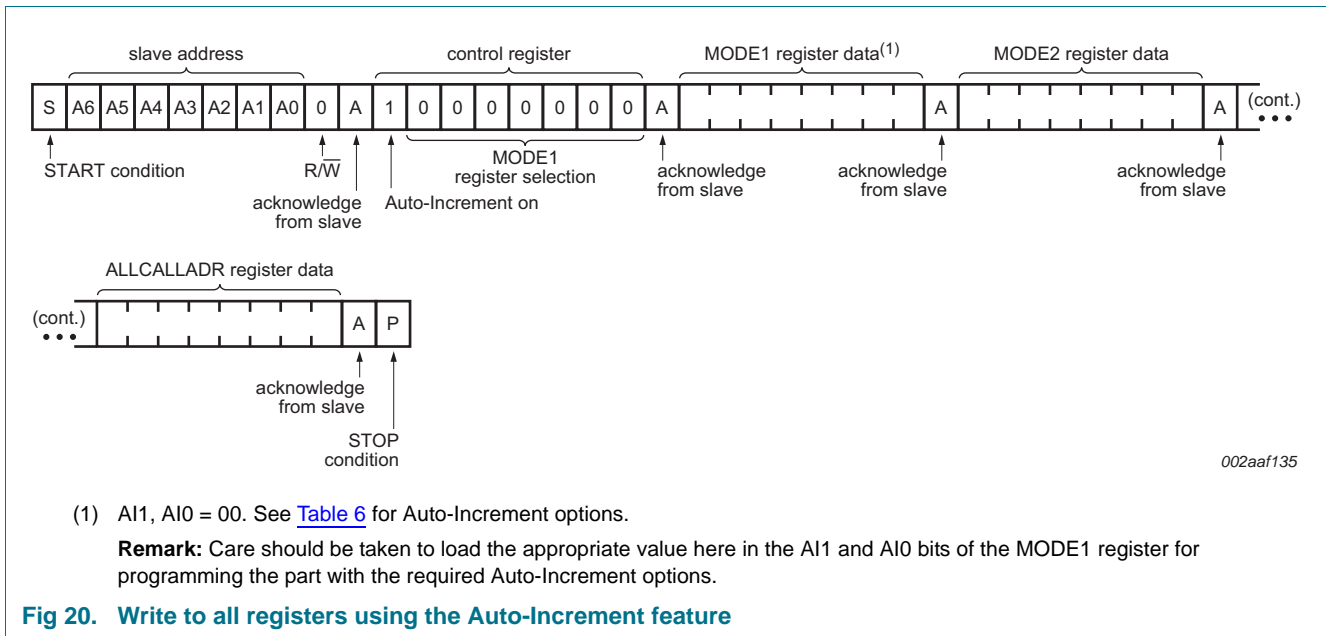 slave address control register MODE1 register data(1) MODE2 register data
S A6 A5 A4 A3 A2 A1 A0 0 A 1 0 0 0 0 0 0 0 A A A (cont.)
START condition R/W̅ MODE1 register selection acknowledge from slave acknowledge from slave acknowledge from slave
acknowledge from slave Auto-Increment on
ALLCALLADR register data
(cont.) A P
acknowledge
from slave
STOP
condition
002aaf135
(1) AI1, AI0 = 00. See Table 6 for Auto-Increment options.
Remark: Care should be taken to load the appropriate value here in the AI1 and AI0 bits of the MODE1 register for
programming the part with the required Auto-Increment options.
Fig 20. Write to all registers using the Auto-Increment feature